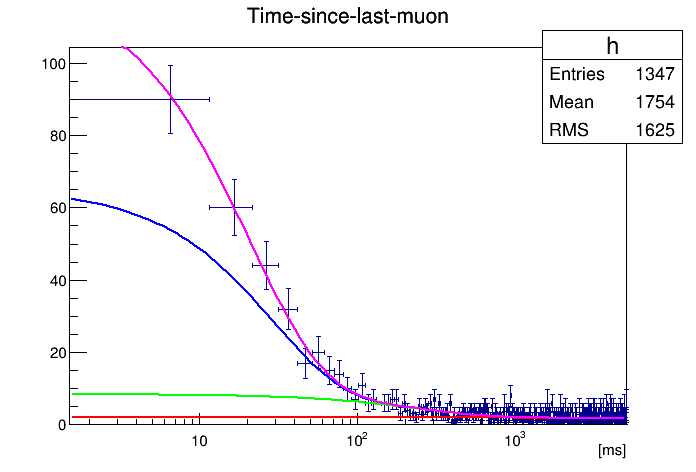 Time-since-last-muon
h
Entries 1347
Mean 1754
RMS 1625
100
80
60
40
20
0
10 10² 10³
[ms]